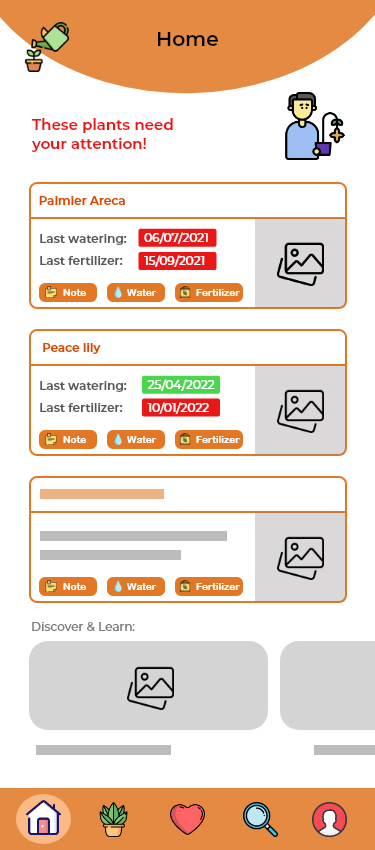 Home
These plants need
your attention!
Palmier Areca
Last watering: 06/07/2021
Last fertilizer: 15/09/2021
Note Water Fertilizer
Peace lily
Last watering: 25/04/2022
Last fertilizer: 10/01/2022
Note Water Fertilizer
Note Water Fertilizer
Discover & Learn: